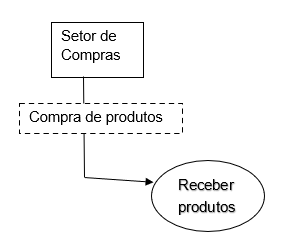 Setor de
Compras
Compra de produtos
Receber
produtos